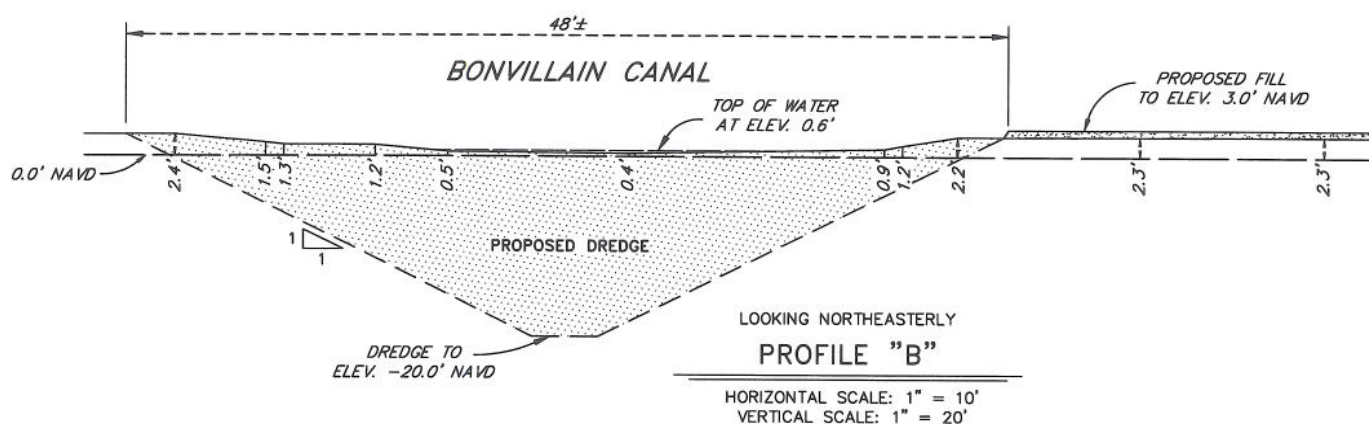 48'±
BONVILLAIN CANAL
PROPOSED FILL
TO ELEV. 3.0' NAVD
TOP OF WATER
AT ELEV. 0.6'
0.0' NAVD
2.4'
1.5'
1.3'
1.2'
0.5'
0.4'
0.9'
1.2'
2.2'
2.3'
2.3'
1
1
PROPOSED DREDGE
DREDGE TO
ELEV. -20.0' NAVD
LOOKING NORTHEASTERLY
PROFILE "B"
HORIZONTAL SCALE: 1" = 10'
VERTICAL SCALE: 1" = 20'